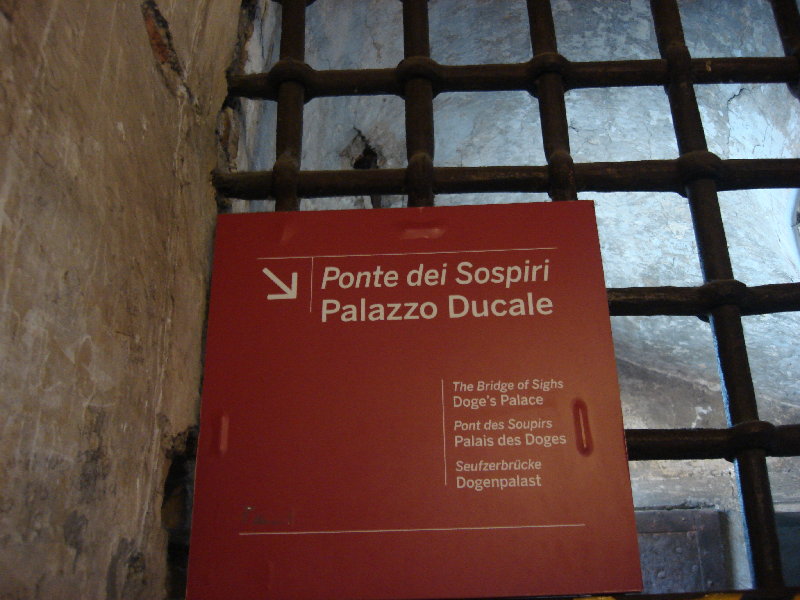 Ponte dei Sospiri
Palazzo Ducale
The Bridge of Sighs
Doge's Palace
Pont des Soupirs
Palais des Doges
Seufzerbrücke
Dogenpalast